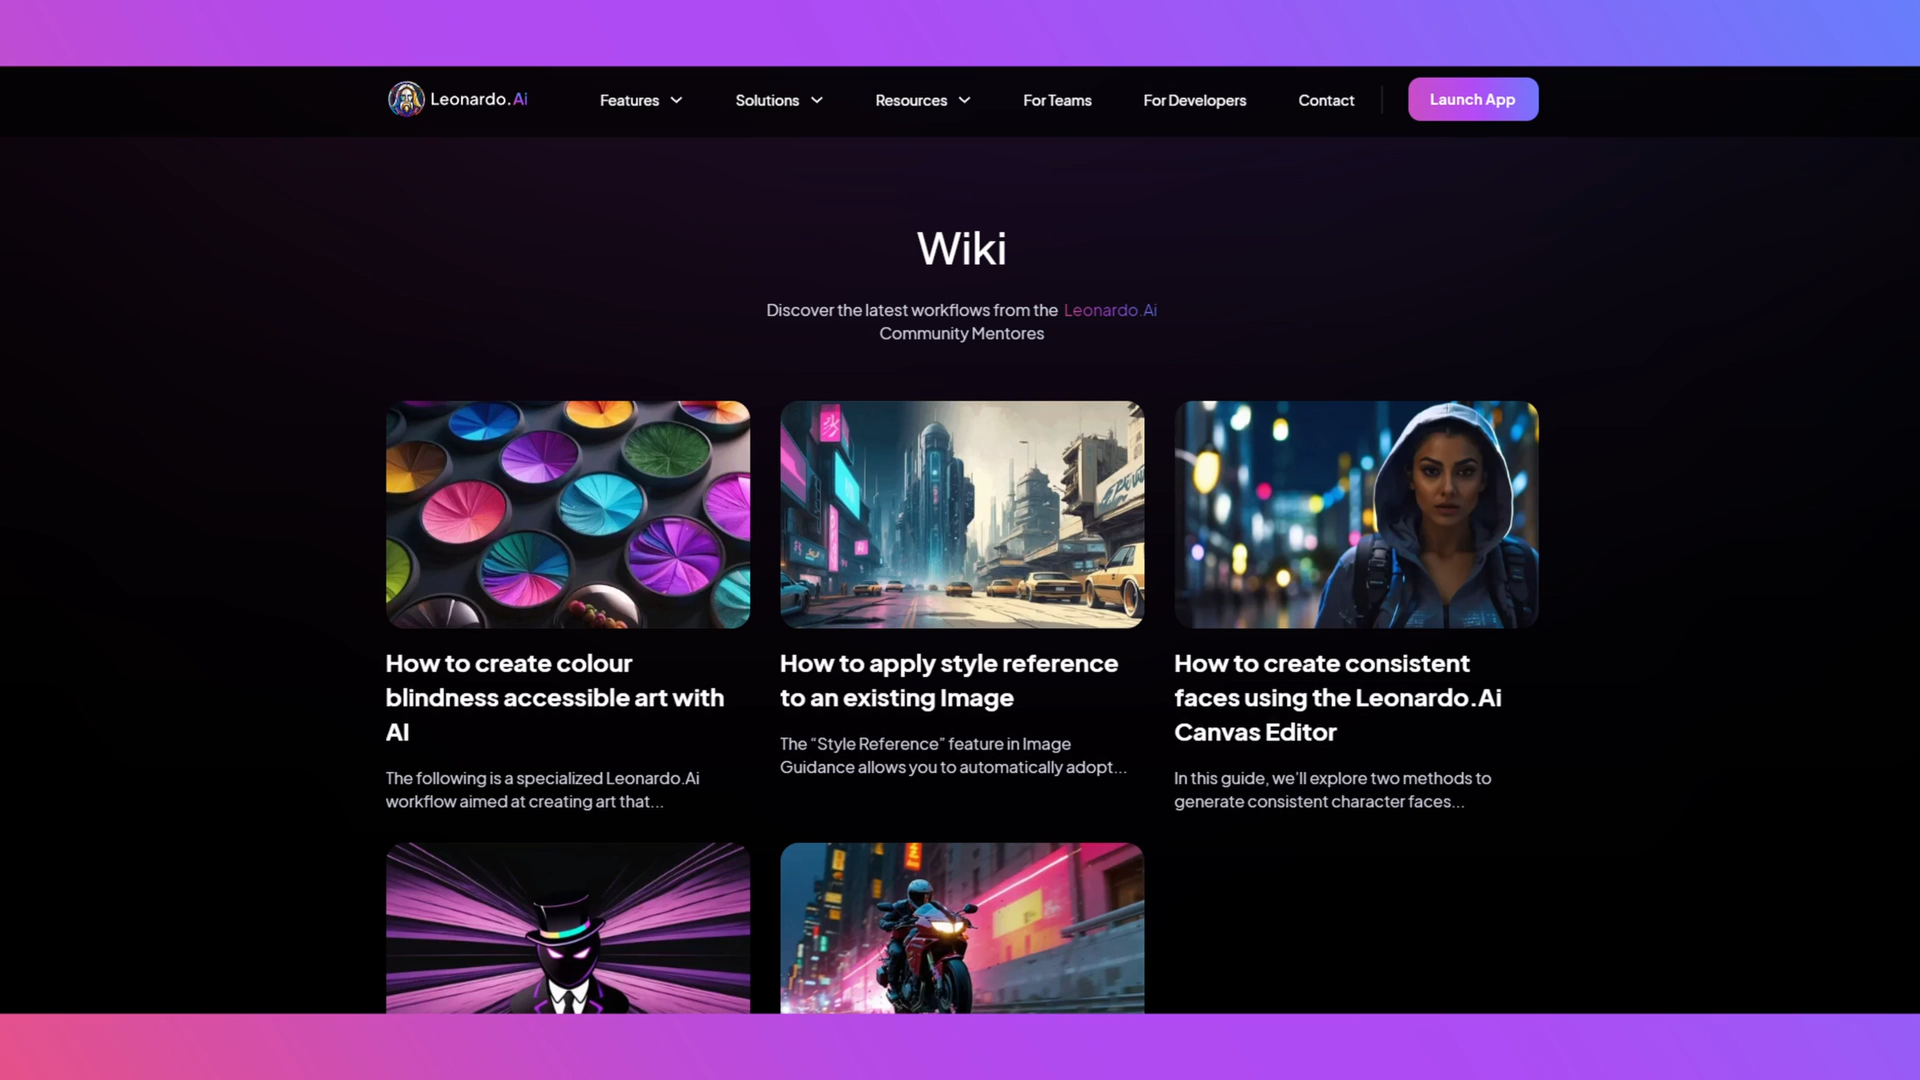 Leonardo.Ai
Features
Solutions
Resources
For Teams
For Developers
Contact
Launch App
Wiki
Discover the latest workflows from the Leonardo.Ai
Community Mentores
How to create colour
blindness accessible art with
AI
The following is a specialized Leonardo.Ai
workflow aimed at creating art that...
How to apply style reference
to an existing Image
The “Style Reference” feature in Image
Guidance allows you to automatically adopt...
How to create consistent
faces using the Leonardo.Ai
Canvas Editor
In this guide, we’ll explore two methods to
generate consistent character faces...